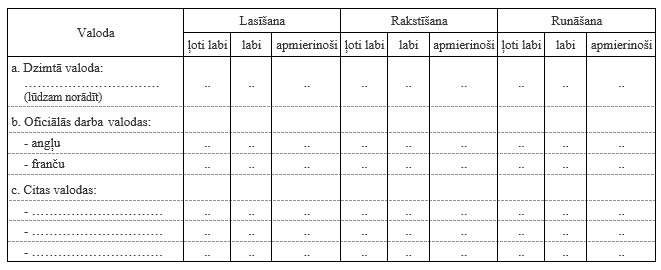 Valoda Lasīšana Rakstīšana Runāšana
ļoti labi labi apmierinoši ļoti labi labi apmierinoši ļoti labi labi apmierinoši
a. Dzimtā valoda:
………………………… .. .. .. .. .. .. .. .. ..
(lūdzam norādīt)
b. Oficiālās darba valodas:
- angļu .. .. .. .. .. .. .. .. ..
- franču .. .. .. .. .. .. .. .. ..
c. Citas valodas:
- ………………………… .. .. .. .. .. .. .. .. ..
- ………………………… .. .. .. .. .. .. .. .. ..
- ………………………… .. .. .. .. .. .. .. .. ..